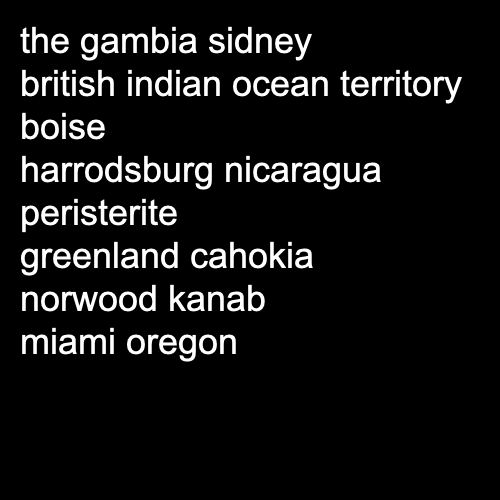 the gambia sidney
british indian ocean territory
boise
harrodsburg nicaragua
peristerite
greenland cahokia
norwood kanab
miami oregon